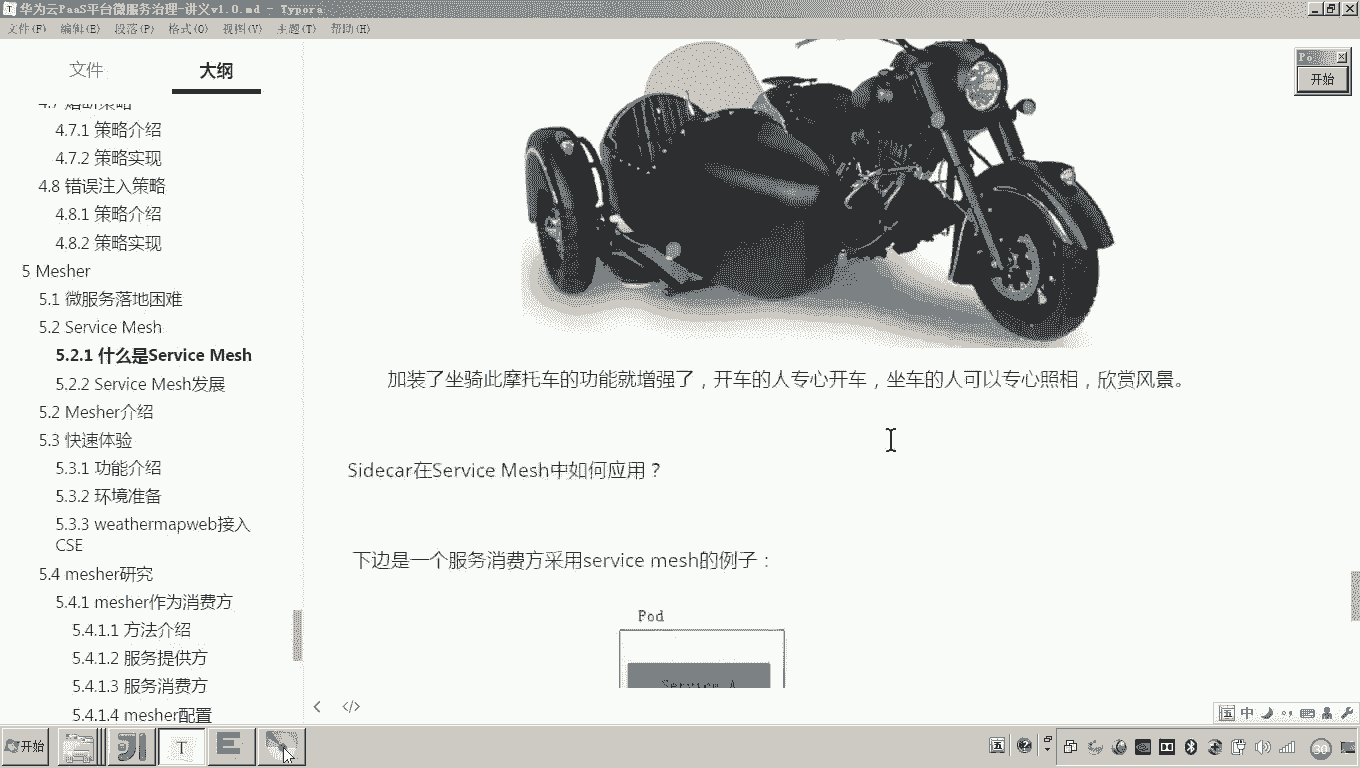 华为云PaaS平台微服务治理-讲义v1.0.md - Typora
文件(F) 编辑(E) 段落(P) 格式(O) 视图(V) 主题(T) 帮助(H)
文件
大纲
4.7 熔断策略
4.7.1 策略介绍
4.7.2 策略实现
4.8 错误注入策略
4.8.1 策略介绍
4.8.2 策略实现
5 Mesher
5.1 微服务落地困难
5.2 Service Mesh
5.2.1 什么是Service Mesh
5.2.2 Service Mesh发展
5.2 Mesher介绍
5.3 快速体验
5.3.1 功能介绍
5.3.2 环境准备
5.3.3 weathermapweb接入
CSE
5.4 mesher研究
5.4.1 mesher作为消费方
5.4.1.1 方法介绍
5.4.1.2 服务提供方
5.4.1.3 服务消费方
5.4.1.4 mesher配置
Po
开始
加装了坐骑此摩托车的功能就增强了，开车的人专心开车，坐车的人可以专心照相，欣赏风景。
Sidecar在Service Mesh中如何应用？
下边是一个服务消费方采用service mesh的例子：
Pod
Service A
五 中
开始
T
五
30